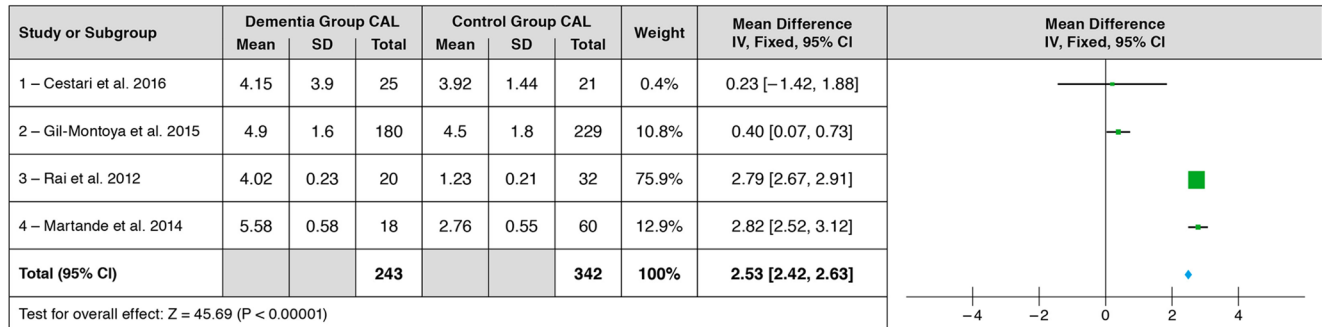 Study or Subgroup Dementia Group CAL Control Group CAL Weight Mean Difference Mean Difference
Mean SD Total Mean SD Total IV, Fixed, 95% CI IV, Fixed, 95% CI
1 – Cestari et al. 2016 4.15 3.9 25 3.92 1.44 21 0.4% 0.23 [−1.42, 1.88]
2 – Gil-Montoya et al. 2015 4.9 1.6 180 4.5 1.8 229 10.8% 0.40 [0.07, 0.73]
3 – Rai et al. 2012 4.02 0.23 20 1.23 0.21 32 75.9% 2.79 [2.67, 2.91]
4 – Martande et al. 2014 5.58 0.58 18 2.76 0.55 60 12.9% 2.82 [2.52, 3.12]
Total (95% CI) 243 342 100% 2.53 [2.42, 2.63]
Test for overall effect: Z = 45.69 (P < 0.00001) −4 −2 0 2 4